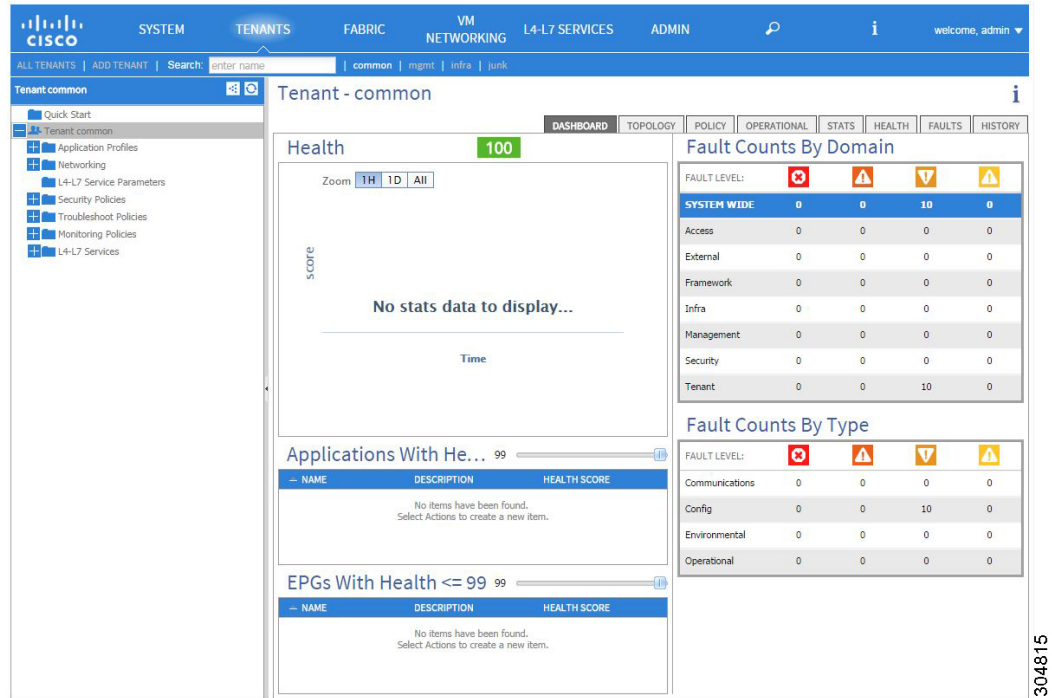 CISCO
SYSTEM TENANTS FABRIC VM NETWORKING L4-L7 SERVICES ADMIN i welcome, admin
ALL TENANTS | ADD TENANT | Search: enter name | common | mgmt | infra | junk
Tenant common
Quick Start
Tenant common
Application Profiles
Networking
L4-L7 Service Parameters
Security Policies
Troubleshoot Policies
Monitoring Policies
L4-L7 Services
Tenant - common i
DASHBOARD TOPOLOGY POLICY OPERATIONAL STATS HEALTH FAULTS HISTORY
Health 100
Zoom 1H 1D All
score
No stats data to display...
Time
Applications With He... 99
NAME DESCRIPTION HEALTH SCORE
No items have been found.
Select Actions to create a new item.
EPGs With Health <= 99 99
NAME DESCRIPTION HEALTH SCORE
No items have been found.
Select Actions to create a new item.
Fault Counts By Domain
FAULT LEVEL:
SYSTEM WIDE 0 0 10 0
Access 0 0 0 0
External 0 0 0 0
Framework 0 0 0 0
Infra 0 0 0 0
Management 0 0 0 0
Security 0 0 0 0
Tenant 0 0 10 0
Fault Counts By Type
FAULT LEVEL:
Communications 0 0 0 0
Config 0 0 10 0
Environmental 0 0 0 0
Operational 0 0 0 0
304815